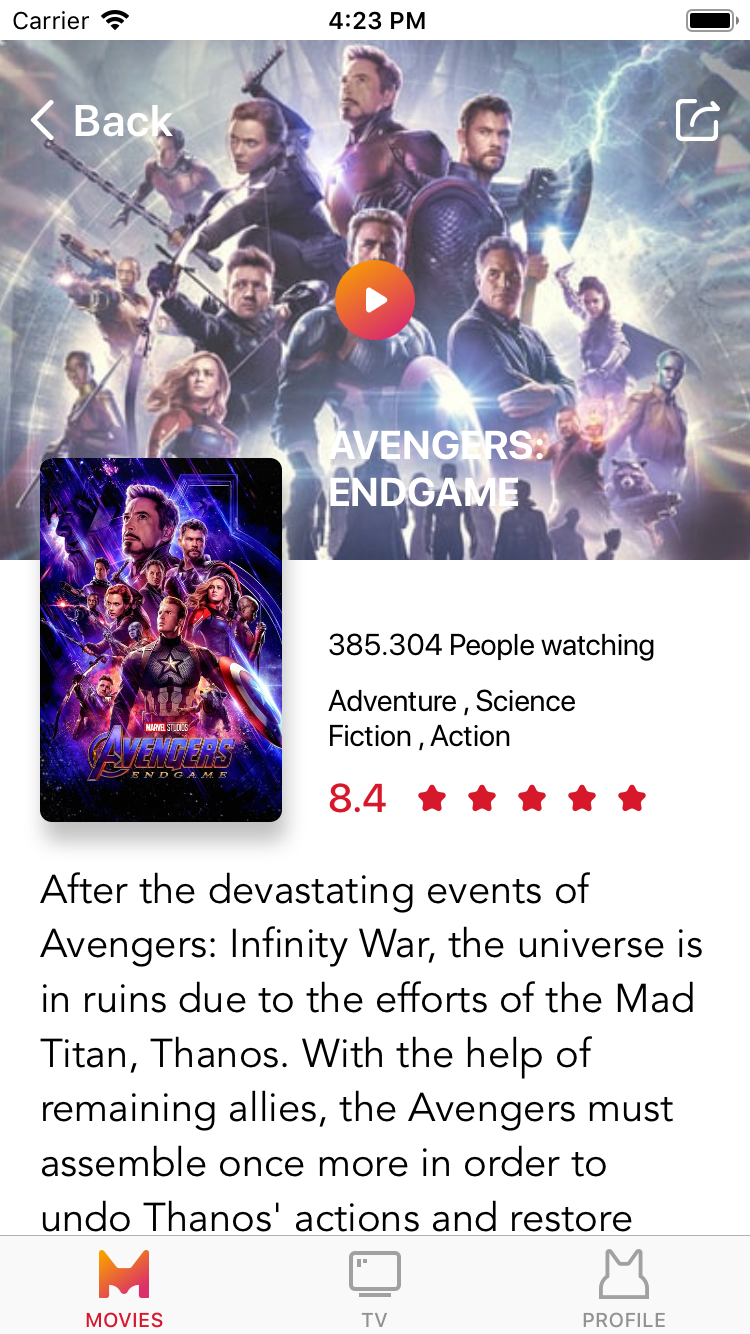 Carrier 4:23 PM
Back
AVENGERS:
ENDGAME
385.304 People watching
Adventure , Science
Fiction , Action
8.4
MARVEL STUDIOS
AVENGERS
ENDGAME
After the devastating events of
Avengers: Infinity War, the universe is
in ruins due to the efforts of the Mad
Titan, Thanos. With the help of
remaining allies, the Avengers must
assemble once more in order to
undo Thanos' actions and restore
MOVIES TV PROFILE